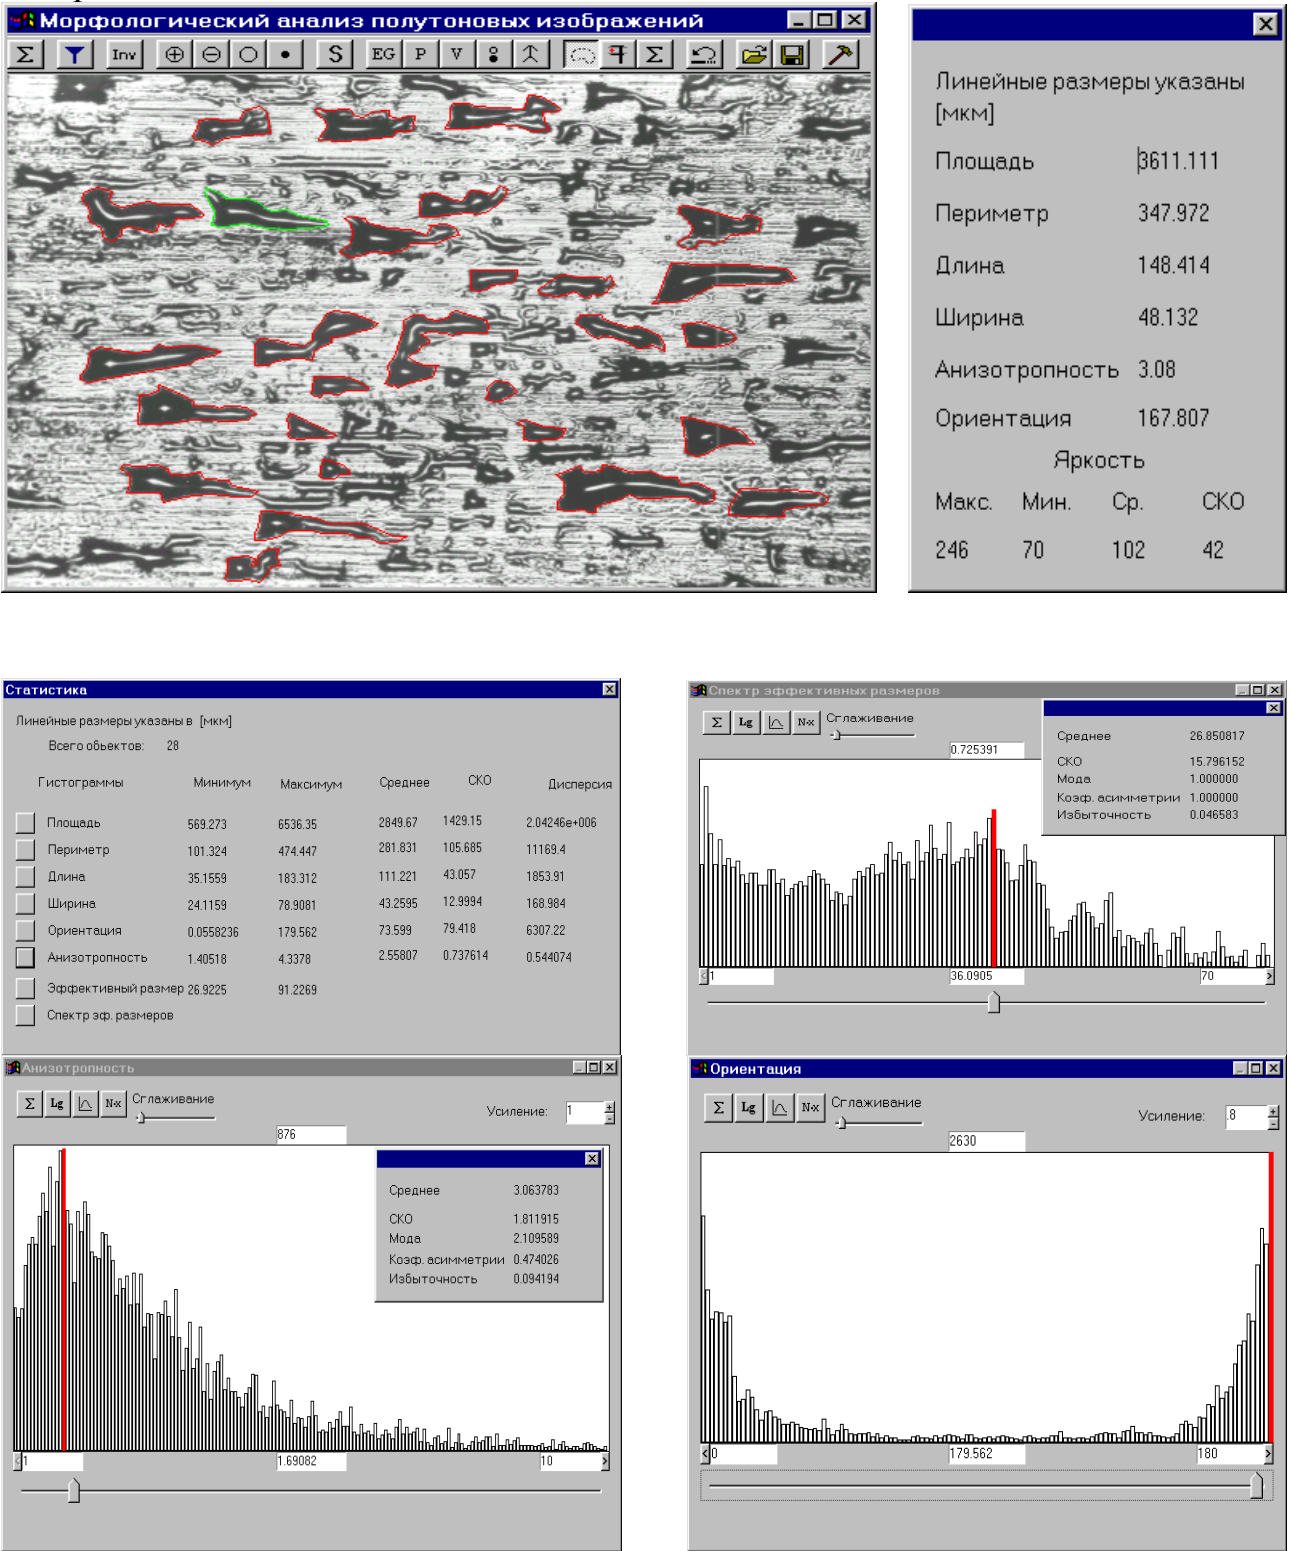 Морфологический анализ полутоновых изображений
Σ Inv S EG P V Σ
Линейные размеры указаны
[мкм]
Площадь 3611.111
Периметр 347.972
Длина 148.414
Ширина 48.132
Анизотропность 3.08
Ориентация 167.807
Яркость
Макс. Мин. Ср. СКО
246 70 102 42
Статистика
Линейные размеры указаны в [мкм]
Всего обьектов: 28
Гистограммы Минимум Максимум Среднее СКО Дисперсия
Площадь 569.273 6536.35 2849.67 1429.15 2.04246e+006
Периметр 101.324 474.447 281.831 105.685 11169.4
Длина 35.1559 183.312 111.221 43.057 1853.91
Ширина 24.1159 78.9081 43.2595 12.9994 168.984
Ориентация 0.0558236 179.562 73.599 79.418 6307.22
Анизотропность 1.40518 4.3378 2.55807 0.737614 0.544074
Эффективный размер 26.9225 91.2269
Спектр эф. размеров
Спектр эффективных размеров
Σ Lg N·x Сглаживание
0.725391
Среднее 26.850817
СКО 15.796152
Мода 1.000000
Коэф. асимметрии 1.000000
Избыточность 0.046583
1 36.0905 70
Анизотропность
Σ Lg N·x Сглаживание
Усиление: 1
876
Среднее 3.063783
СКО 1.811915
Мода 2.109589
Коэф. асимметрии 0.474026
Избыточность 0.094194
1 1.69082 10
Ориентация
Σ Lg N·x Сглаживание
Усиление: .8
2630
0 179.562 180